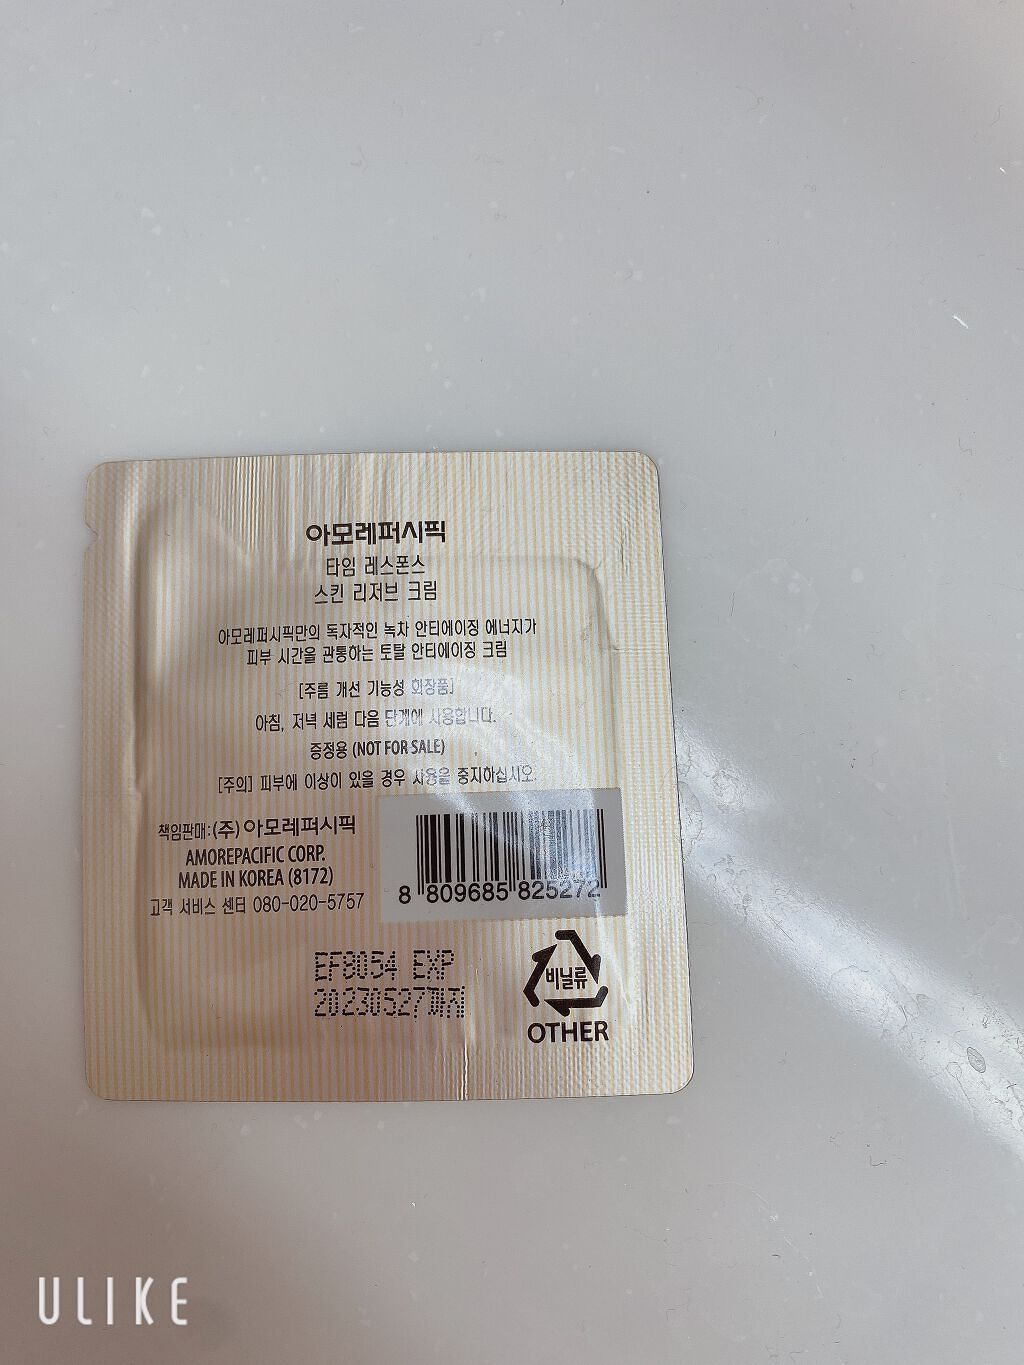 아모레퍼시픽
타임 레스폰스
스킨 리저브 크림
아모레퍼시픽만의 독자적인 녹차 안티에이징 에너지가
피부 시간을 관통하는 토탈 안티에이징 크림
[주름 개선 기능성 화장품]
아침, 저녁 세럼 다음 단계에 사용합니다.
증정용 (NOT FOR SALE)
[주의] 피부에 이상이 있을 경우 사용을 중지하십시오.
책임판매:(주)아모레퍼시픽
AMOREPACIFIC CORP.
MADE IN KOREA (8172)
고객 서비스 센터 080-020-5757
8 809685 825272
EF8054 EXP
20230527까지
비닐류
OTHER
ULIKE